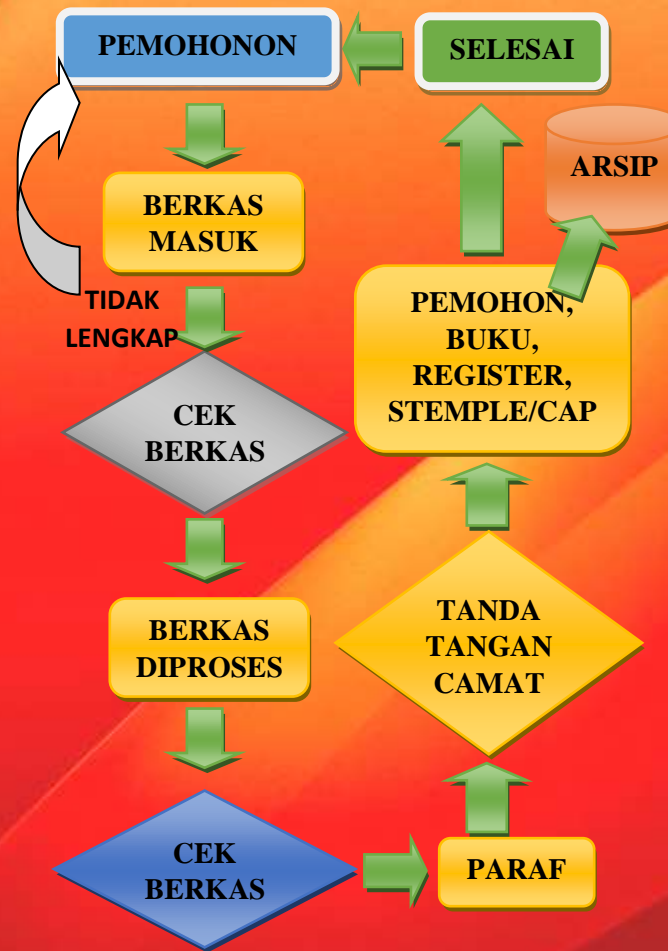 PEMOHONON
SELESAI
ARSIP
BERKAS
MASUK
TIDAK
LENGKAP
CEK
BERKAS
BERKAS
DIPROSES
CEK
BERKAS
PARAF
TANDA
TANGAN
CAMAT
PEMOHON,
BUKU,
REGISTER,
STEMPLE/CAP